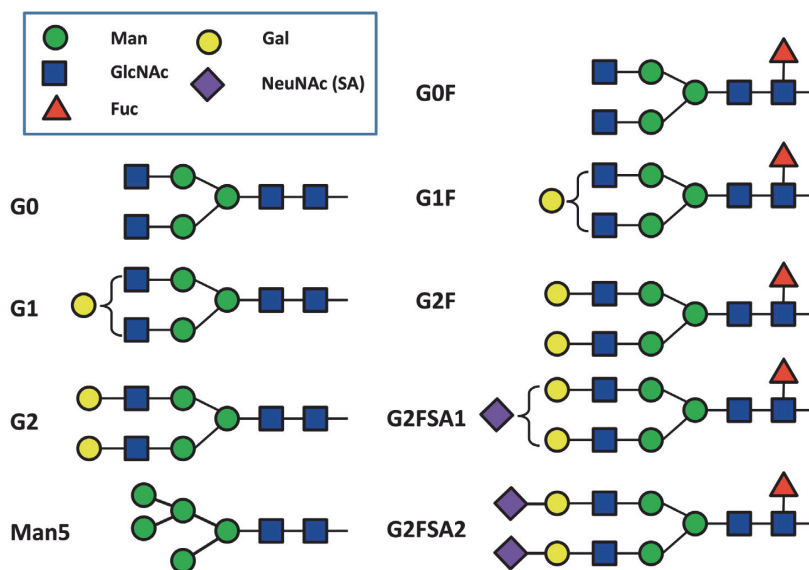 Man
Gal
GlcNAc
NeuNAc (SA)
Fuc
G0
G1
G2
Man5
G0F
G1F
G2F
G2FSA1
G2FSA2